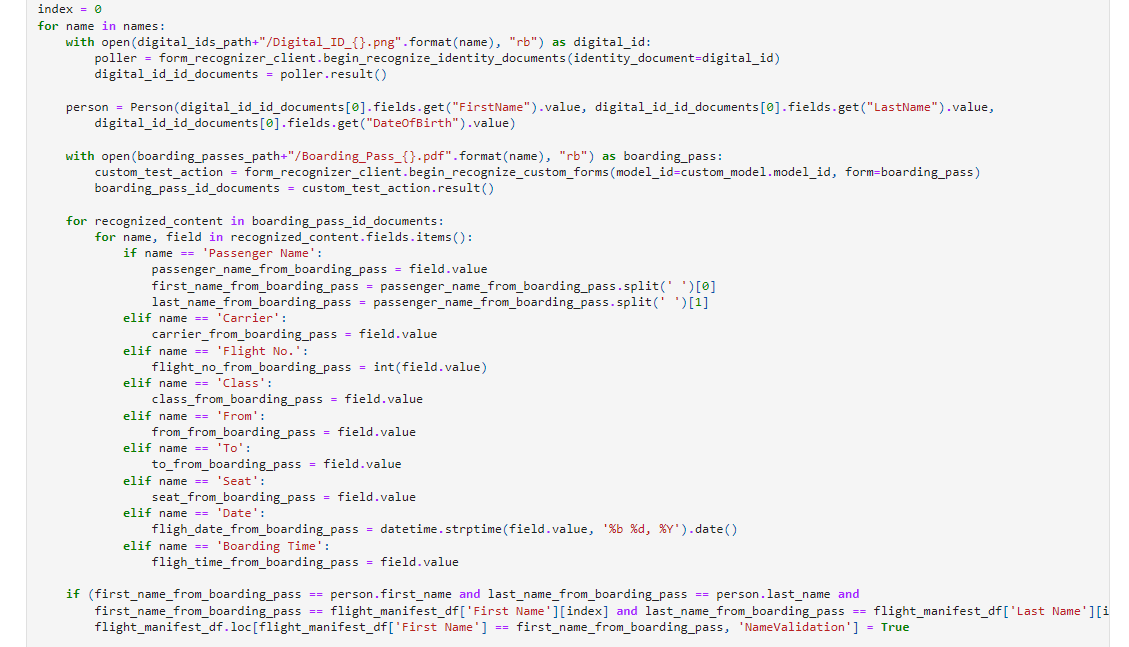 index = 0
for name in names:
    with open(digital_ids_path+"/Digital_ID_{}.png".format(name), "rb") as digital_id:
        poller = form_recognizer_client.begin_recognize_identity_documents(identity_document=digital_id)
        digital_id_id_documents = poller.result()

    person = Person(digital_id_id_documents[0].fields.get("FirstName").value, digital_id_id_documents[0].fields.get("LastName").value,
        digital_id_id_documents[0].fields.get("DateOfBirth").value)

    with open(boarding_passes_path+"/Boarding_Pass_{}.pdf".format(name), "rb") as boarding_pass:
        custom_test_action = form_recognizer_client.begin_recognize_custom_forms(model_id=custom_model.model_id, form=boarding_pass)
        boarding_pass_id_documents = custom_test_action.result()

    for recognized_content in boarding_pass_id_documents:
        for name, field in recognized_content.fields.items():
            if name == 'Passenger Name':
                passenger_name_from_boarding_pass = field.value
                first_name_from_boarding_pass = passenger_name_from_boarding_pass.split(' ')[0]
                last_name_from_boarding_pass = passenger_name_from_boarding_pass.split(' ')[1]
            elif name == 'Carrier':
                carrier_from_boarding_pass = field.value
            elif name == 'Flight No.':
                flight_no_from_boarding_pass = int(field.value)
            elif name == 'Class':
                class_from_boarding_pass = field.value
            elif name == 'From':
                from_from_boarding_pass = field.value
            elif name == 'To':
                to_from_boarding_pass = field.value
            elif name == 'Seat':
                seat_from_boarding_pass = field.value
            elif name == 'Date':
                fligh_date_from_boarding_pass = datetime.strptime(field.value, '%b %d, %Y').date()
            elif name == 'Boarding Time':
                fligh_time_from_boarding_pass = field.value

    if (first_name_from_boarding_pass == person.first_name and last_name_from_boarding_pass == person.last_name and
        first_name_from_boarding_pass == flight_manifest_df['First Name'][index] and last_name_from_boarding_pass == flight_manifest_df['Last Name'][i
        flight_manifest_df.loc[flight_manifest_df['First Name'] == first_name_from_boarding_pass, 'NameValidation'] = True